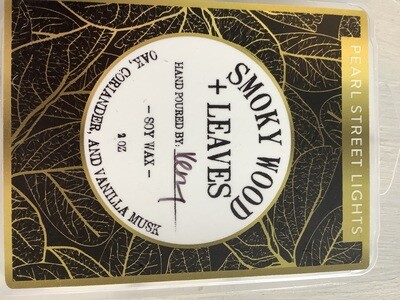 PEARL STREET LIGHTS
SMOKY WOOD
+ LEAVES
HAND POURED BY:
– SOY WAX –
2 OZ
OAK, CORIANDER, AND VANILLA MUSK